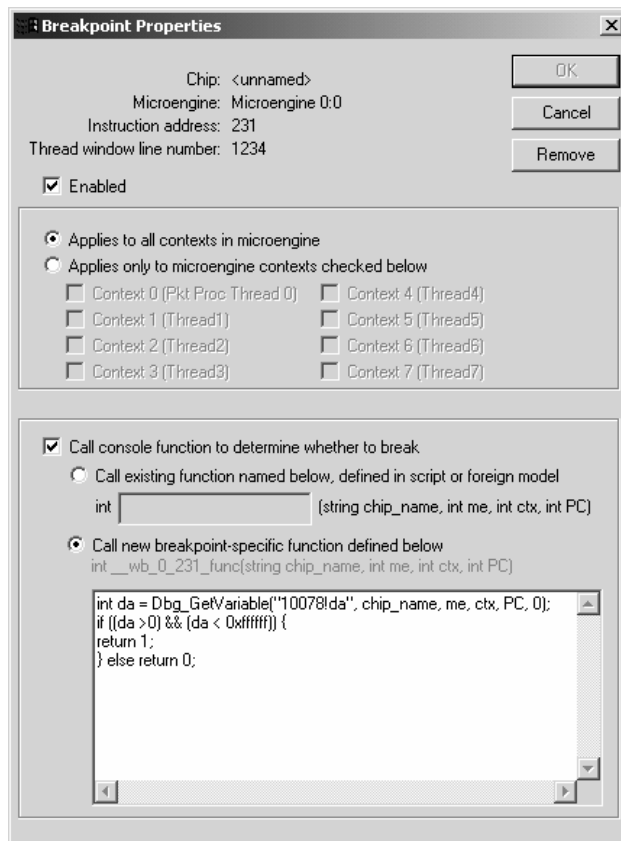 Breakpoint Properties
Chip: <unnamed>
OK
Microengine: Microengine 0:0
Cancel
Instruction address: 231
Thread window line number: 1234
Remove
Enabled
Applies to all contexts in microengine
Applies only to microengine contexts checked below
Context 0 (Pkt Proc Thread 0) Context 4 (Thread4)
Context 1 (Thread1) Context 5 (Thread5)
Context 2 (Thread2) Context 6 (Thread6)
Context 3 (Thread3) Context 7 (Thread7)
Call console function to determine whether to break
Call existing function named below, defined in script or foreign model
int (string chip_name, int me, int ctx, int PC)
Call new breakpoint-specific function defined below
int __wb_0_231_func(string chip_name, int me, int ctx, int PC)
int da = Dbg_GetVariable("10078!da", chip_name, me, ctx, PC, 0);
if ((da >0) && (da < 0xffffff)) {
return 1;
} else return 0;